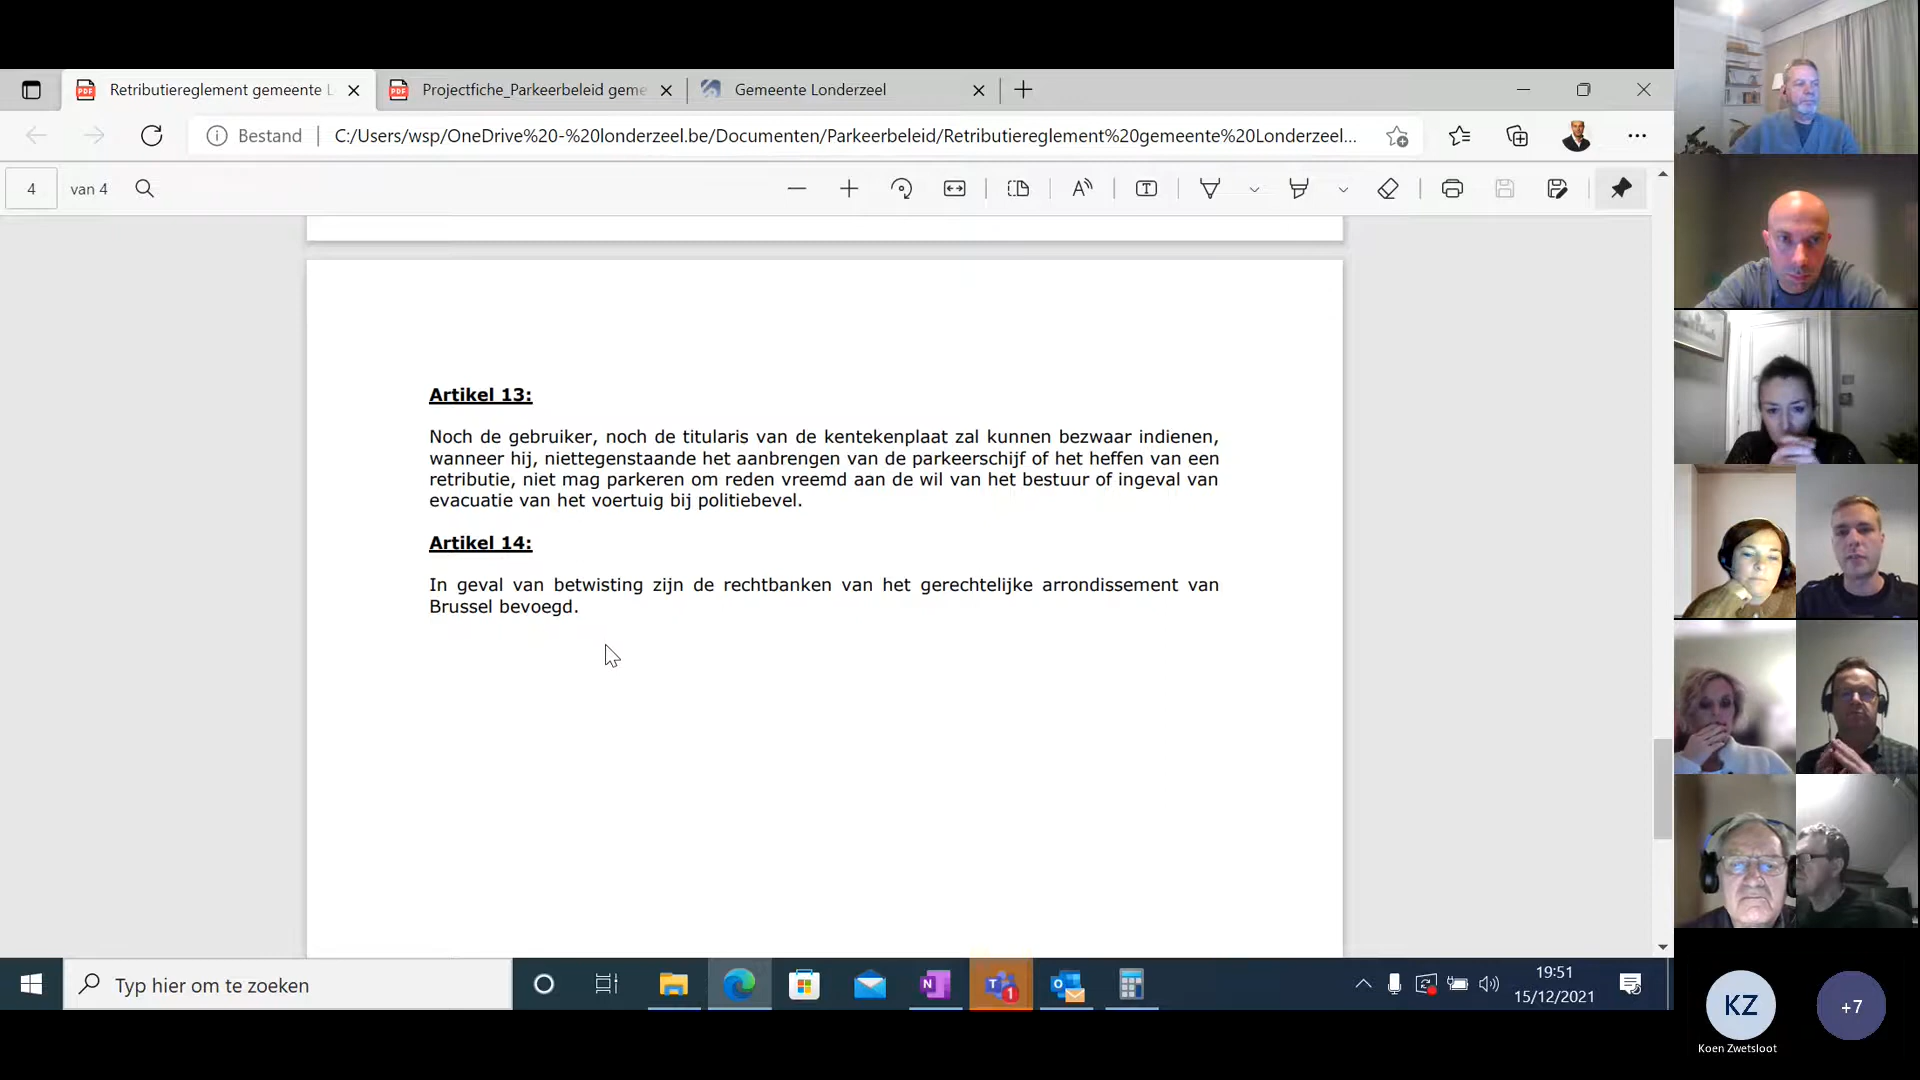 Retributiereglement gemeente L
Projectfiche_Parkeerbeleid geme
Gemeente Londerzeel
Bestand
C:/Users/wsp/OneDrive%20-%20londerzeel.be/Documenten/Parkeerbeleid/Retributiereglement%20gemeente%20Londerzeel...
4 van 4
Artikel 13:
Noch de gebruiker, noch de titularis van de kentekenplaat zal kunnen bezwaar indienen,
wanneer hij, niettegenstaande het aanbrengen van de parkeerschijf of het heffen van een
retributie, niet mag parkeren om reden vreemd aan de wil van het bestuur of ingeval van
evacuatie van het voertuig bij politiebevel.
Artikel 14:
In geval van betwisting zijn de rechtbanken van het gerechtelijke arrondissement van
Brussel bevoegd.
Typ hier om te zoeken
19:51
15/12/2021
KZ
+7
Koen Zwetsloot